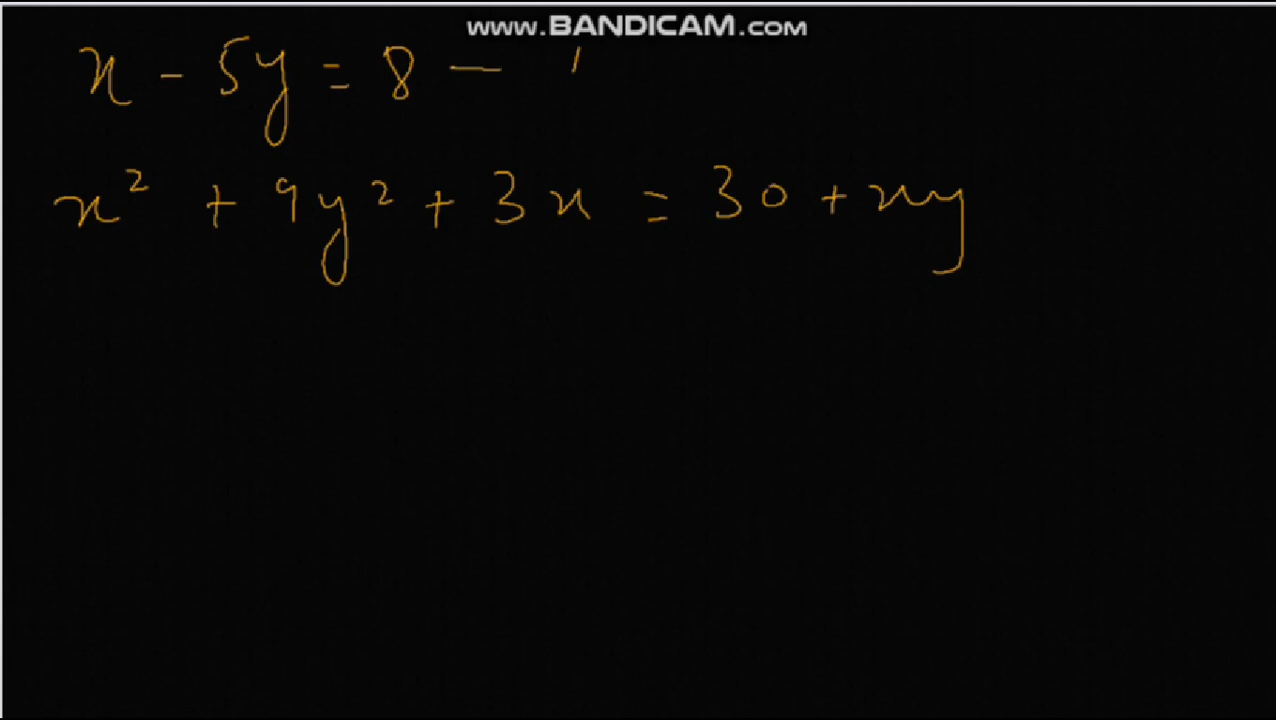 www.BANDICAM.com
x - 5y = 8 — 1
x² + 9y² + 3x = 30 + xy